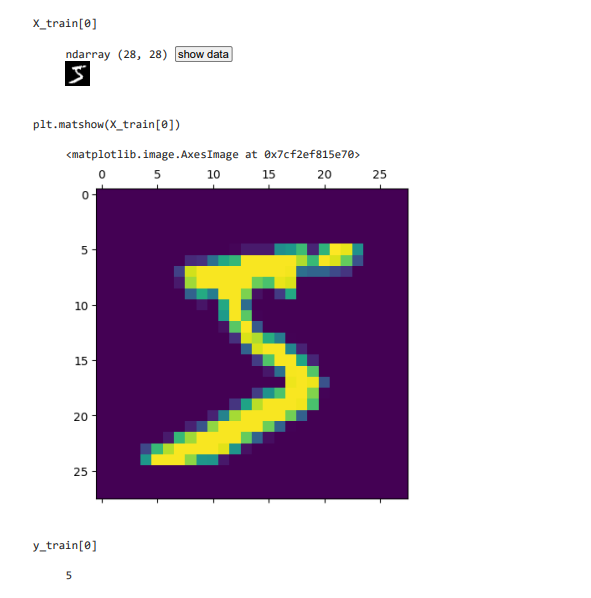 X_train[0]
ndarray (28, 28) show data
5
plt.matshow(X_train[0])
<matplotlib.image.AxesImage at 0x7cf2ef815e70>
0 5 10 15 20 25
0
5
10
15
20
25
y_train[0]
5